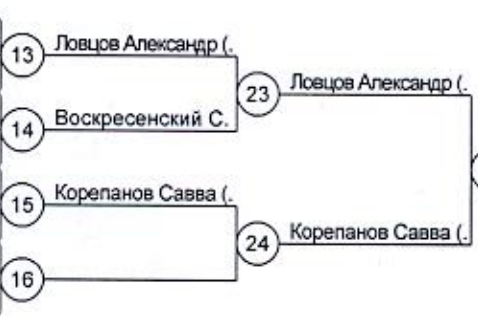 13 Ловцов Александр (.
23 Ловцов Александр (.
14 Воскресенский С.
15 Корепанов Савва (.
24 Корепанов Савва (.
16